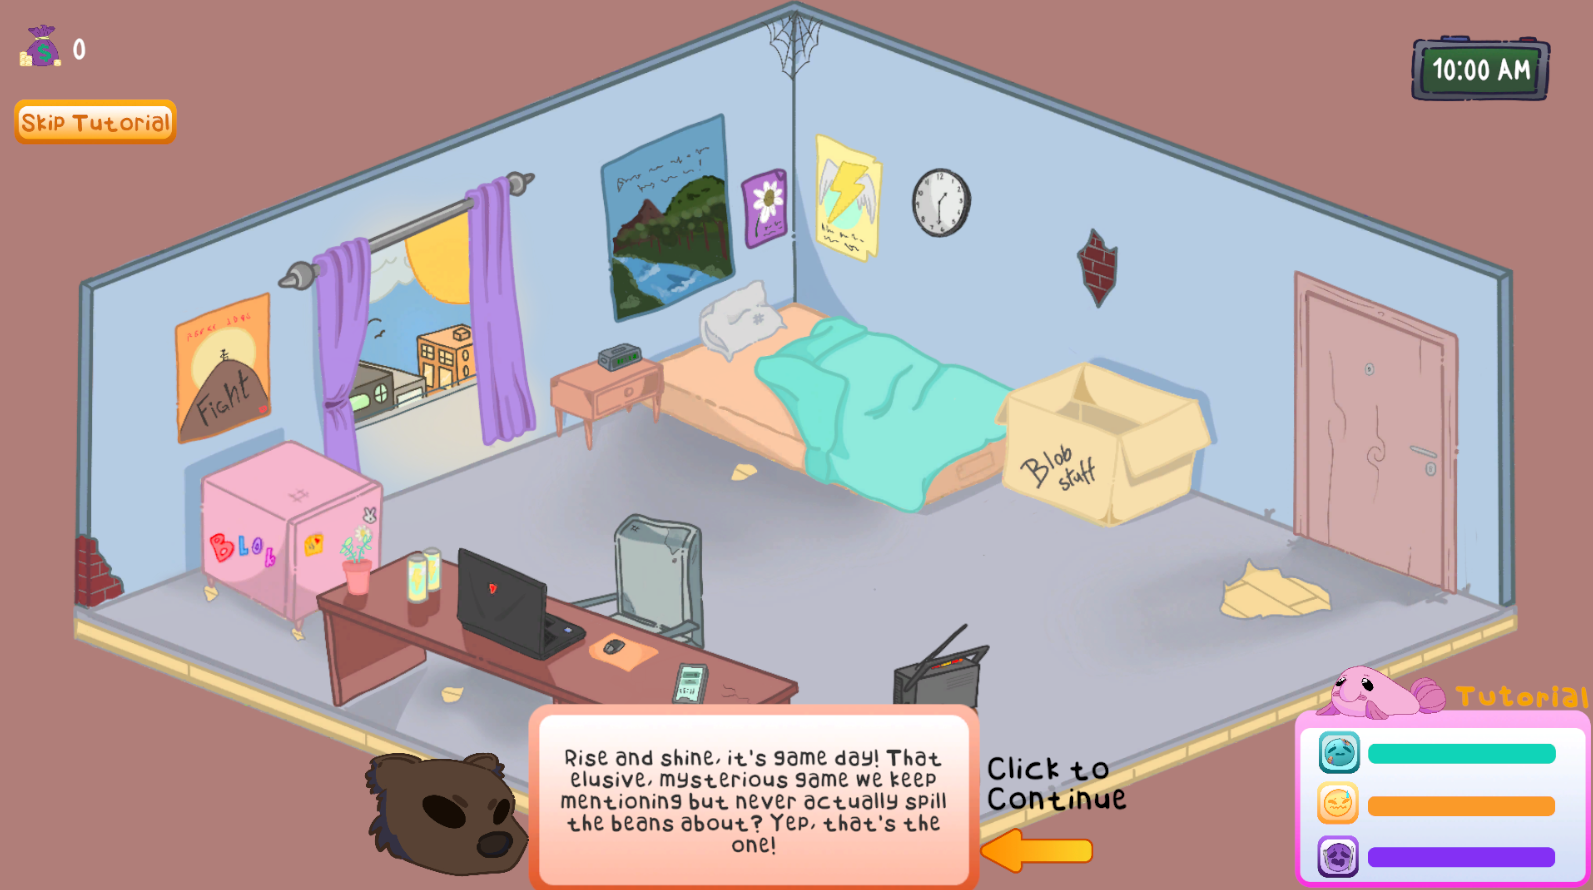 0
10:00 AM
Skip Tutorial
Fight
Blob
stuff
Blob
Tutorial
Rise and shine, it's game day! That
elusive, mysterious game we keep
mentioning but never actually spill
the beans about? Yep, that's the
one!
Click to
Continue